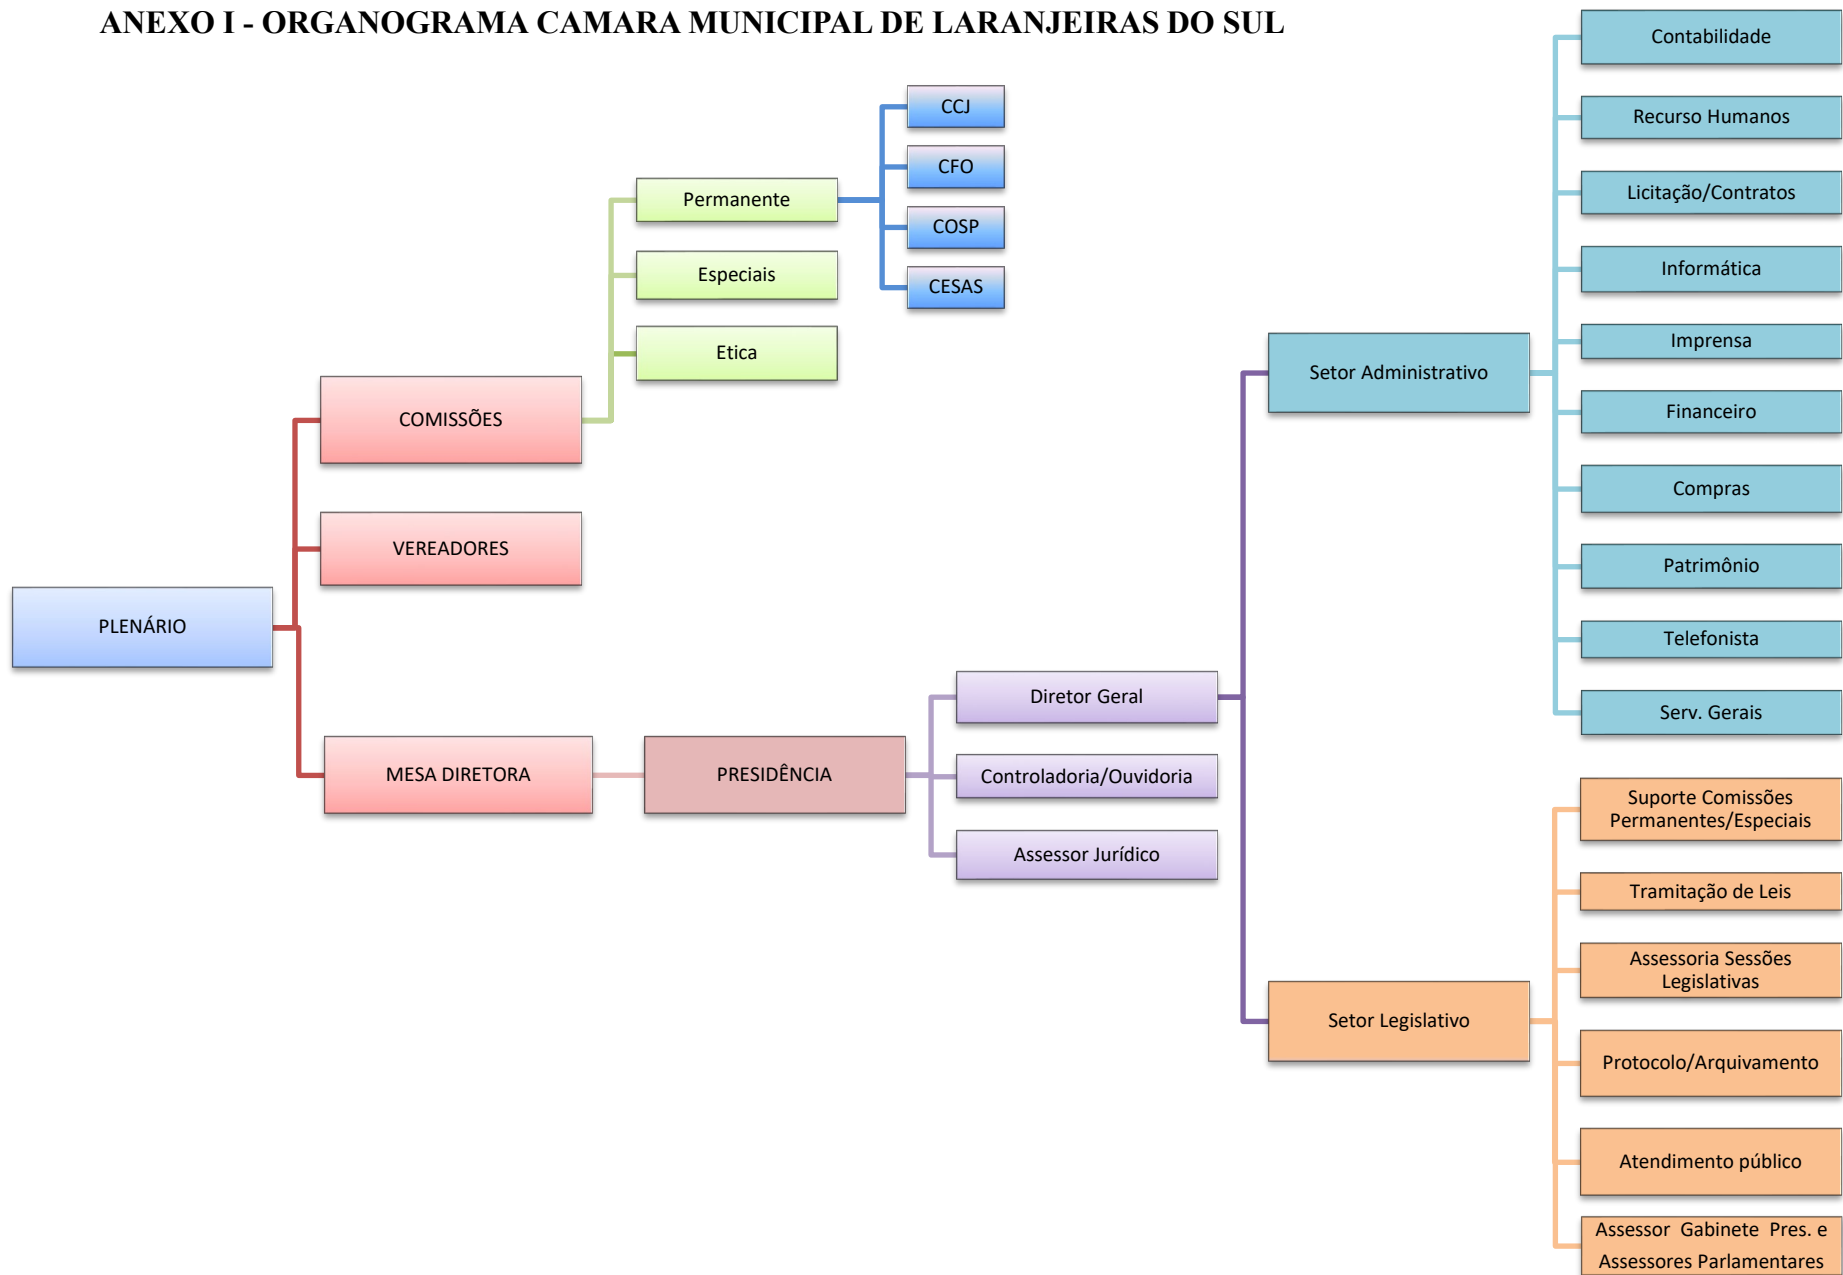 ANEXO I - ORGANOGRAMA CAMARA MUNICIPAL DE LARANJEIRAS DO SUL
PLENÁRIO
COMISSÕES
VEREADORES
MESA DIRETORA
Permanente
Especiais
Etica
CCJ
CFO
COSP
CESAS
PRESIDÊNCIA
Diretor Geral
Controladoria/Ouvidoria
Assessor Jurídico
Setor Administrativo
Contabilidade
Recurso Humanos
Licitação/Contratos
Informática
Imprensa
Financeiro
Compras
Patrimônio
Telefonista
Serv. Gerais
Setor Legislativo
Suporte Comissões
Permanentes/Especiais
Tramitação de Leis
Assessoria Sessões
Legislativas
Protocolo/Arquivamento
Atendimento público
Assessor Gabinete Pres. e
Assessores Parlamentares